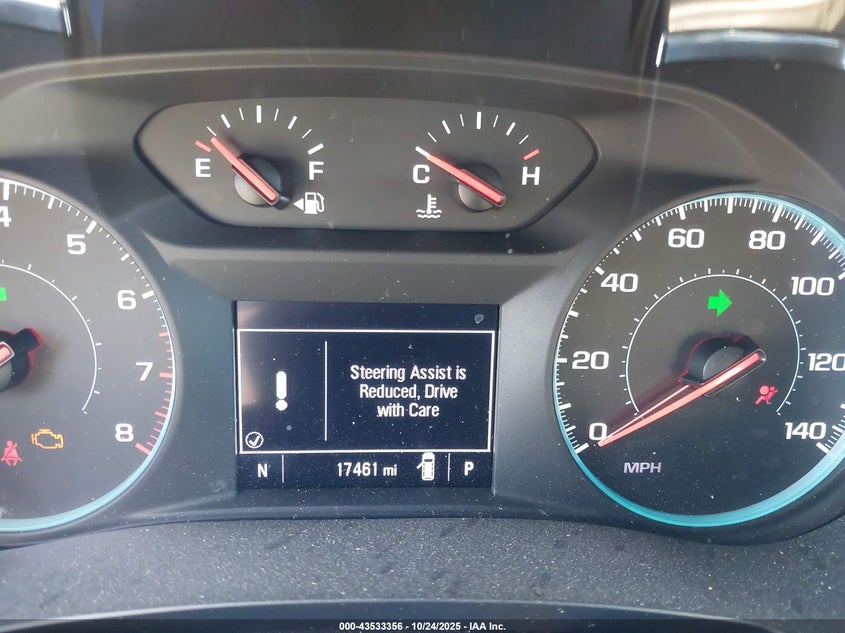 E F
C H
4
5
6
7
8
0
20
40
60
80
100
120
140
MPH
Steering Assist is
Reduced, Drive
with Care
N 17461 mi P
000-43533356 - 10/24/2025 - IAA Inc.